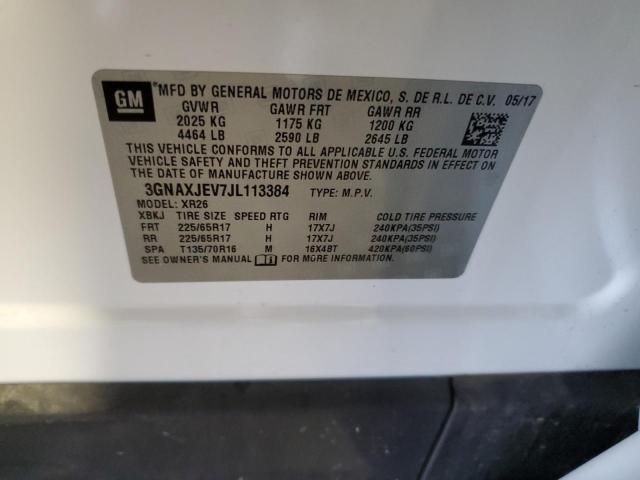 GM
MFD BY GENERAL MOTORS DE MEXICO, S. DE R.L. DE C.V. 05/17
GVWR GAWR FRT GAWR RR
2025 KG 1175 KG 1200 KG
4464 LB 2590 LB 2645 LB
THIS VEHICLE CONFORMS TO ALL APPLICABLE U.S. FEDERAL MOTOR
VEHICLE SAFETY AND THEFT PREVENTION STANDARDS IN EFFECT ON
THE DATE OF MANUFACTURE SHOWN ABOVE.
3GNAXJEV7JL113384 TYPE: M.P.V.
MODEL: XR26
XBKJ TIRE SIZE SPEED RTG RIM COLD TIRE PRESSURE
FRT 225/65R17 H 17X7J 240KPA(35PSI)
RR 225/65R17 H 17X7J 240KPA(35PSI)
SPA T135/70R16 M 16X4BT 420KPA(60PSI)
SEE OWNER'S MANUAL FOR MORE INFORMATION.